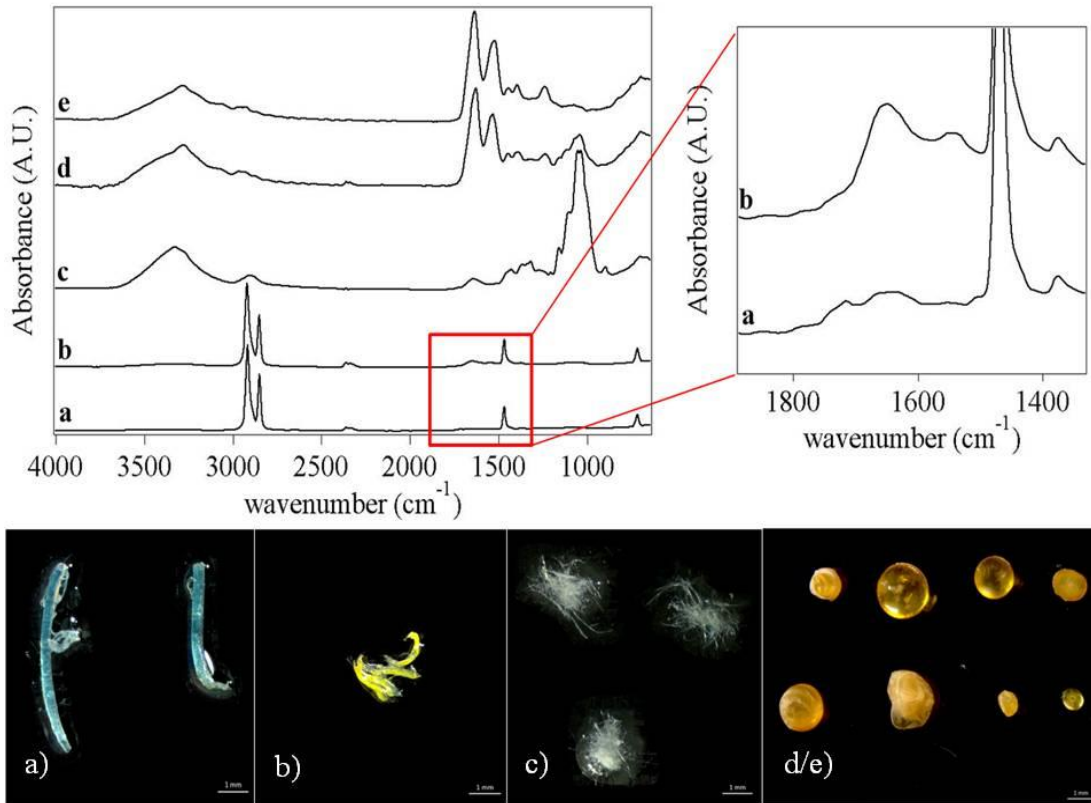 Absorbance (A.U.)
e
d
c
b
a
4000 3500 3000 2500 2000 1500 1000
wavenumber (cm-1)
Absorbance (A.U.)
b
a
1800 1600 1400
wavenumber (cm-1)
a) 1 mm
b) 1 mm
c) 1 mm
d/e) 1 mm